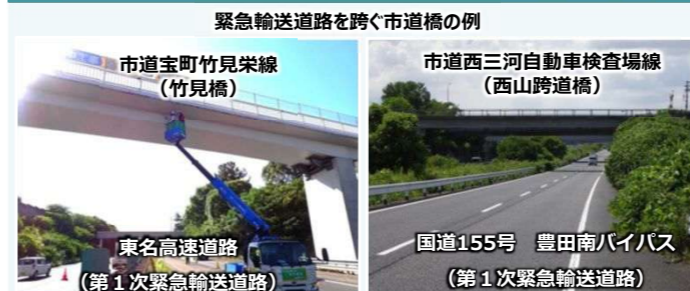 緊急輸送道路を跨ぐ市道橋の例
市道宝町竹見栄線
（竹見橋）
東名高速道路
（第１次緊急輸送道路）
市道西三河自動車検査場線
（西山跨道橋）
国道155号　豊田南バイパス
（第１次緊急輸送道路）